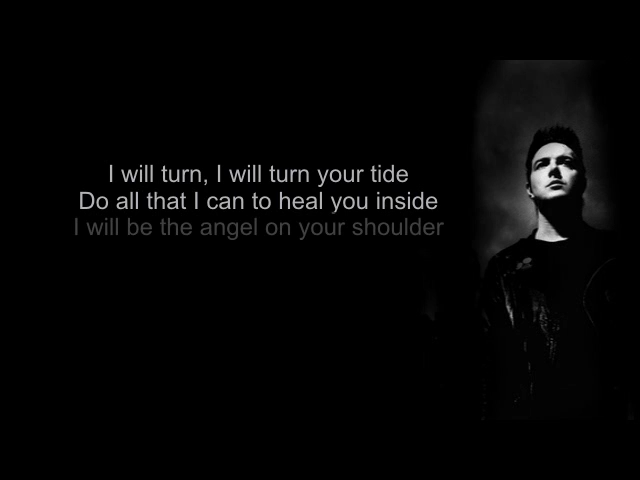 I will turn, I will turn your tide
Do all that I can to heal you inside
I will be the angel on your shoulder